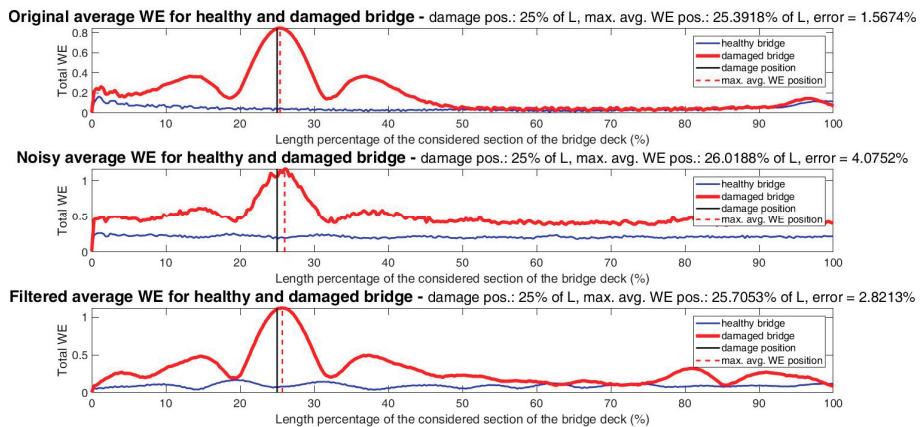 Original average WE for healthy and damaged bridge - damage pos.: 25% of L, max. avg. WE pos.: 25.3918% of L, error = 1.5674%
Total WE
0.8
0.6
0.4
0.2
0
healthy bridge
damaged bridge
damage position
max. avg. WE position
0 10 20 30 40 50 60 70 80 90 100
Length percentage of the considered section of the bridge deck (%)
Noisy average WE for healthy and damaged bridge - damage pos.: 25% of L, max. avg. WE pos.: 26.0188% of L, error = 4.0752%
Total WE
1
0.5
0
healthy bridge
damaged bridge
damage position
max. avg. WE position
0 10 20 30 40 50 60 70 80 90 100
Length percentage of the considered section of the bridge deck (%)
Filtered average WE for healthy and damaged bridge - damage pos.: 25% of L, max. avg. WE pos.: 25.7053% of L, error = 2.8213%
Total WE
1
0.5
0
healthy bridge
damaged bridge
damage position
max. avg. WE position
0 10 20 30 40 50 60 70 80 90 100
Length percentage of the considered section of the bridge deck (%)